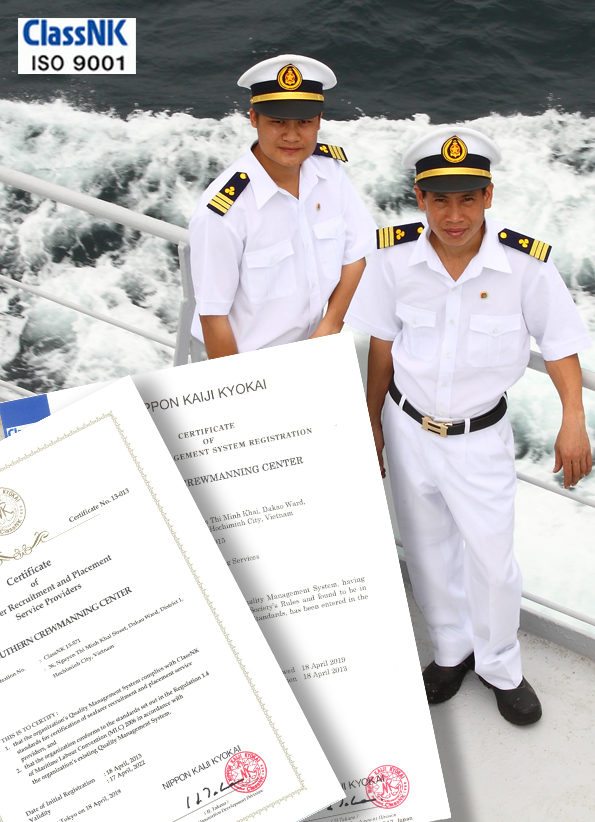 ClassNK
ISO 9001
NIPPON KAIJI KYOKAI
CERTIFICATE
OF
SYSTEM REGISTRATION
CREWMANNING CENTER
Thi Minh Khai, Dakao Ward,
Hochiminh City, Vietnam
Services
Quality Management System, having
Society's Rules and found to be in
has been entered in the
18 April 2019
18 April 2013
Certificate No. 15-013
Certificate
of
Recruitment and Placement
Service Providers
SOUTHERN CREWMANNING CENTER
No. : ClassNK 15-071
: 36, Nguyen Thi Minh Khai Street, Dakao Ward, District 1,
Hochiminh City, Vietnam
THIS IS TO CERTIFY:
1. that the organization's Quality Management System complies with ClassNK
standards for certification of seafarer recruitment and placement service
providers, and
2. that the organization conforms to the standards set out in the Regulation 1.4
of Maritime Labour Convention (MLC) 2006 in accordance with
the organization's existing Quality Management System.
Date of Initial Registration : 18 April, 2013
Validity : 17 April, 2022
Tokyo on 18 April, 2019
NIPPON KAIJI KYOKAI
KAIJI KYOKAI
Japan